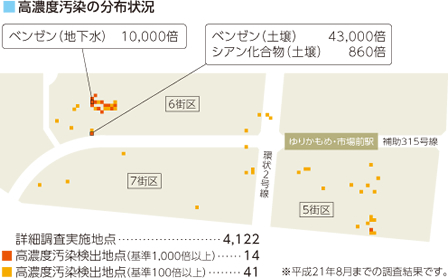 高濃度汚染の分布状況
ベンゼン(地下水) 10,000倍
ベンゼン(土壌) 43,000倍
シアン化合物(土壌) 860倍
6街区
ゆりかもめ・市場前駅 補助315号線
環状2号線
7街区
5街区
詳細調査実施地点 4,122
高濃度汚染検出地点(基準1,000倍以上) 14
高濃度汚染検出地点(基準100倍以上) 41
※平成21年8月までの調査結果です。